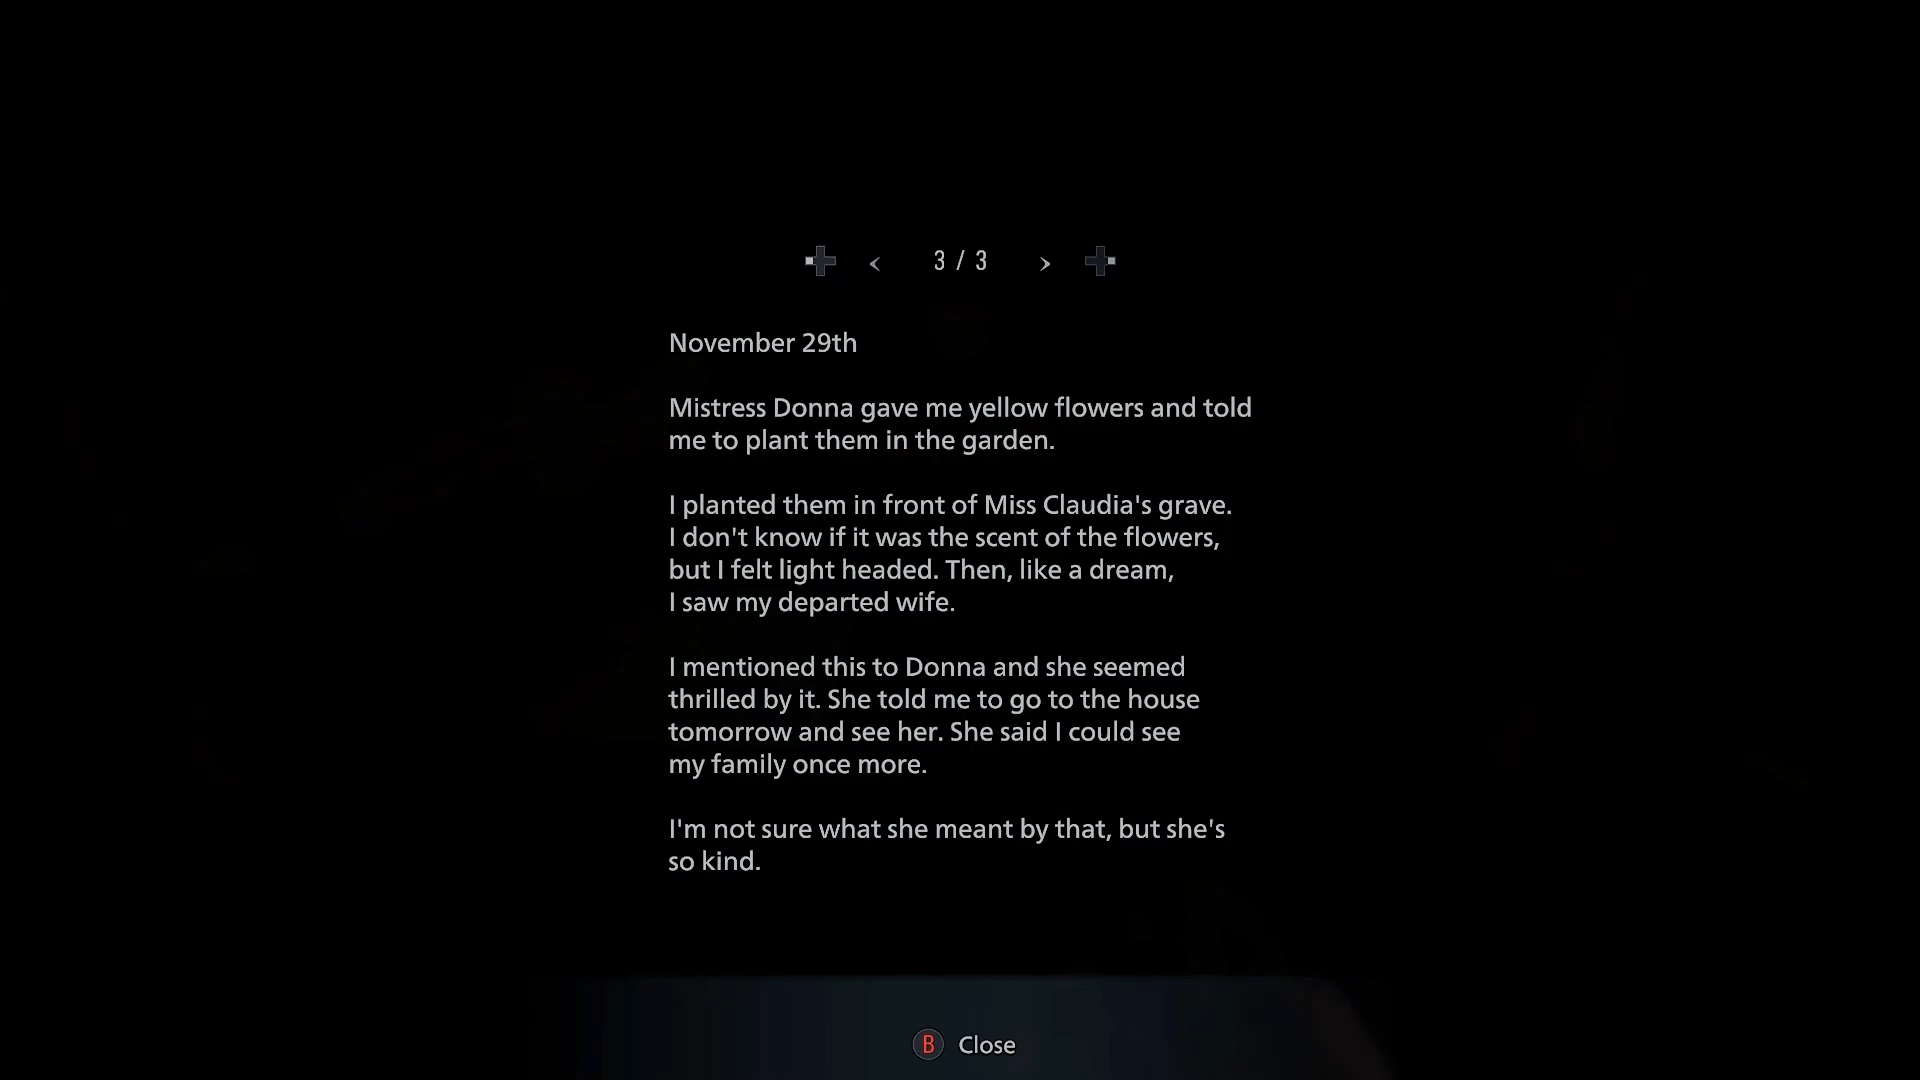 < 3 / 3 >
November 29th
Mistress Donna gave me yellow flowers and told
me to plant them in the garden.
I planted them in front of Miss Claudia's grave.
I don't know if it was the scent of the flowers,
but I felt light headed. Then, like a dream,
I saw my departed wife.
I mentioned this to Donna and she seemed
thrilled by it. She told me to go to the house
tomorrow and see her. She said I could see
my family once more.
I'm not sure what she meant by that, but she's
so kind.
B Close